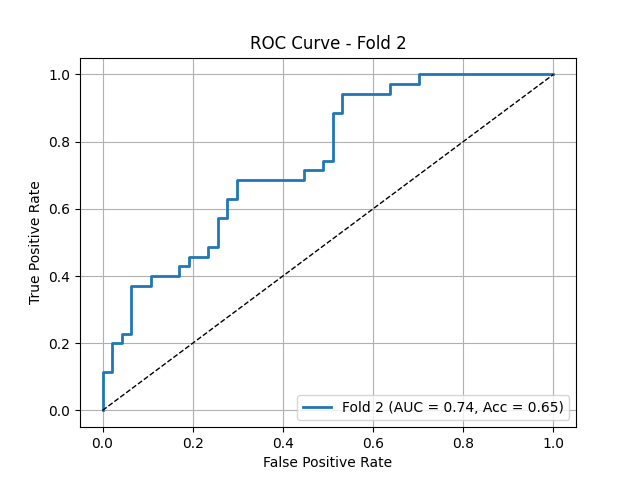 ROC Curve - Fold 2
True Positive Rate
1.0
0.8
0.6
0.4
0.2
0.0
Fold 2 (AUC = 0.74, Acc = 0.65)
0.0 0.2 0.4 0.6 0.8 1.0
False Positive Rate